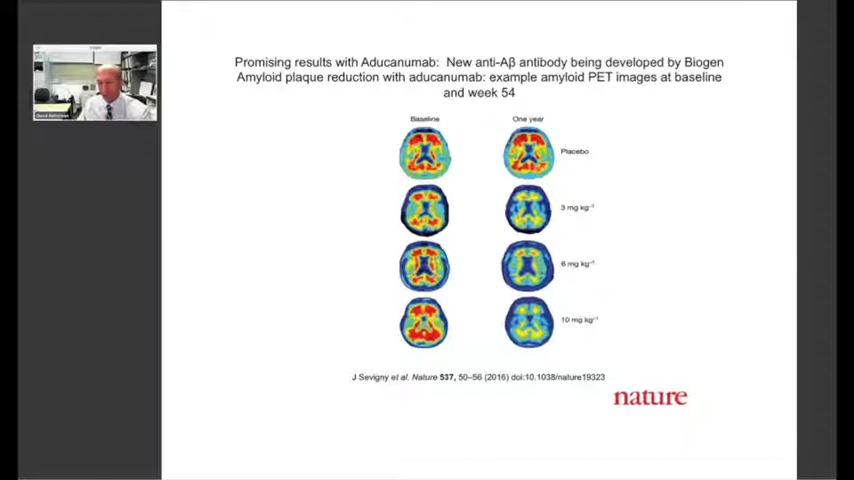 Promising results with Aducanumab: New anti-Aβ antibody being developed by Biogen
Amyloid plaque reduction with aducanumab: example amyloid PET images at baseline
and week 54
Baseline
One year
Placebo
3 mg kg⁻¹
6 mg kg⁻¹
10 mg kg⁻¹
J Sevigny et al. Nature 537, 50–56 (2016) doi:10.1038/nature19323
nature